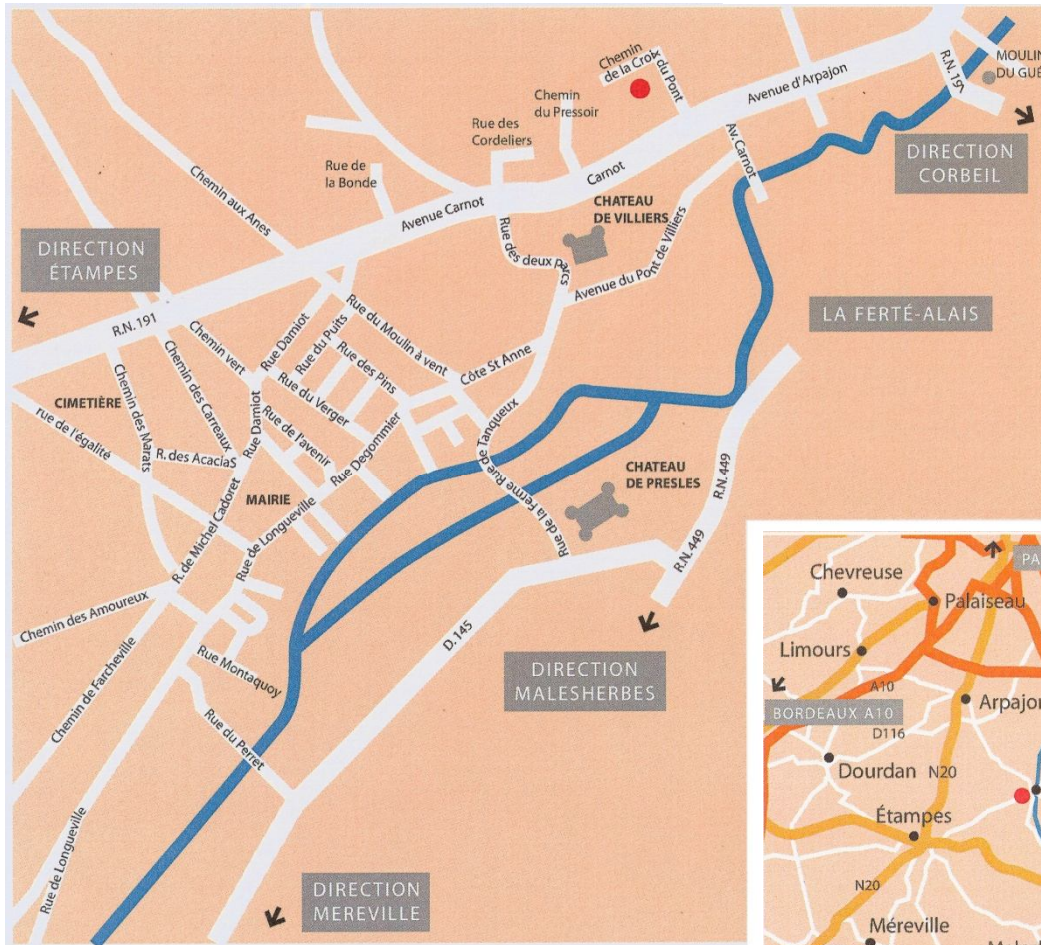 Chemin
de la Croix
du Pont
MOULIN
DU GUÉ
R.N. 191
Avenue d'Arpajon
Chemin
du Pressoir
Rue des
Cordeliers
Rue de
la Bonde
Av. Carnot
DIRECTION
CORBEIL
Chemin aux Anes
Carnot
Avenue Carnot
CHATEAU
DE VILLIERS
DIRECTION
ÉTAMPES
Rue des deux parcs
Avenue du Pont de Villiers
R.N. 191
LA FERTÉ-ALAIS
Chemin vert
Rue Damiot
Rue du Puits
Rue du Moulin à vent
Rue des Pins
Côte St Anne
CIMETIÈRE
Chemin des Marats
Chemin des Carreaux
Rue du Verger
rue de l'égalité
Rue Damiot
Rue de l'avenir
Rue Degommier
R. des Acacias
Rue de la Ferme Rue de Tanqueux
CHATEAU
DE PRESLES
R.N.449
MAIRIE
R. de Michel Cadoret
Rue de Longueville
R.N.449
Chemin des Amoureux
D.145
DIRECTION
MALESHERBES
Chemin de Farcheville
Rue Montaquoy
Rue du Perret
Rue de Longueville
DIRECTION
MEREVILLE
PA
Chevreuse
Palaiseau
Limours
A10
Arpajon
BORDEAUX A10
D116
Dourdan
N20
Étampes
N20
Méreville